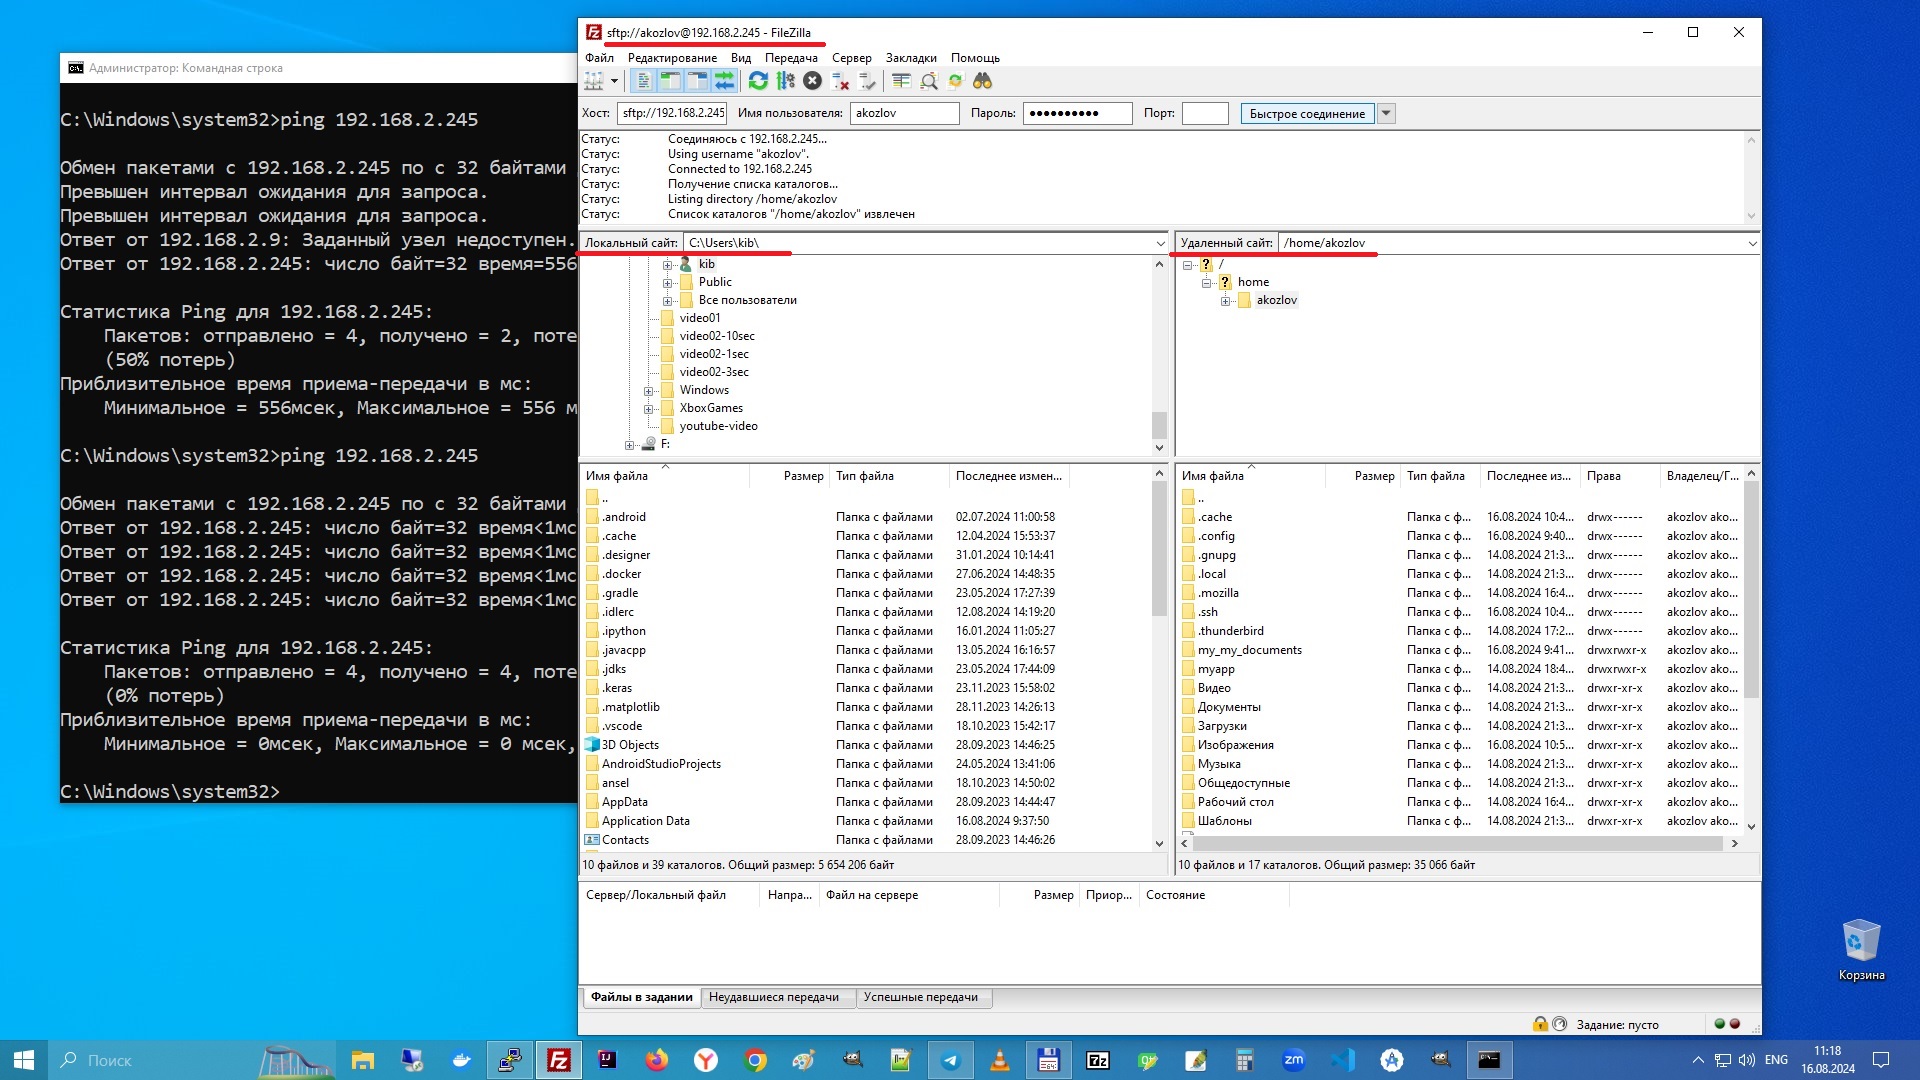 Администратор: Командная строка
C:\Windows\system32>ping 192.168.2.245
Обмен пакетами с 192.168.2.245 по с 32 байтами
Превышен интервал ожидания для запроса.
Превышен интервал ожидания для запроса.
Ответ от 192.168.2.9: Заданный узел недоступен.
Ответ от 192.168.2.245: число байт=32 время=556
Статистика Ping для 192.168.2.245:
Пакетов: отправлено = 4, получено = 2, поте
(50% потерь)
Приблизительное время приема-передачи в мс:
Минимальное = 556мсек, Максимальное = 556 м
C:\Windows\system32>ping 192.168.2.245
Обмен пакетами с 192.168.2.245 по с 32 байтами
Ответ от 192.168.2.245: число байт=32 время<1мс
Ответ от 192.168.2.245: число байт=32 время<1мс
Ответ от 192.168.2.245: число байт=32 время<1мс
Ответ от 192.168.2.245: число байт=32 время<1мс
Статистика Ping для 192.168.2.245:
Пакетов: отправлено = 4, получено = 4, поте
(0% потерь)
Приблизительное время приема-передачи в мс:
Минимальное = 0мсек, Максимальное = 0 мсек,
C:\Windows\system32>
sftp://akozlov@192.168.2.245 - FileZilla
Файл Редактирование Вид Передача Сервер Закладки Помощь
Хост: sftp://192.168.2.245 Имя пользователя: akozlov Пароль: ●●●●●●●●●● Порт: Быстрое соединение
Статус: Соединяюсь с 192.168.2.245...
Статус: Using username "akozlov".
Статус: Connected to 192.168.2.245
Статус: Получение списка каталогов...
Статус: Listing directory /home/akozlov
Статус: Список каталогов "/home/akozlov" извлечен
Локальный сайт: C:\Users\kib\
kib
Public
Все пользователи
video01
video02-10sec
video02-1sec
video02-3sec
Windows
XboxGames
youtube-video
F:
Удаленный сайт: /home/akozlov
/
home
akozlov
Имя файла Размер Тип файла Последнее измен...
..
.android Папка с файлами 02.07.2024 11:00:58
.cache Папка с файлами 12.04.2024 15:53:37
.designer Папка с файлами 31.01.2024 10:14:41
.docker Папка с файлами 27.06.2024 14:48:35
.gradle Папка с файлами 23.05.2024 17:27:39
.idlerc Папка с файлами 12.08.2024 14:19:20
.ipython Папка с файлами 16.01.2024 11:05:27
.javacpp Папка с файлами 13.05.2024 16:16:57
.jdks Папка с файлами 23.05.2024 17:44:09
.keras Папка с файлами 23.11.2023 15:58:02
.matplotlib Папка с файлами 28.11.2023 14:26:13
.vscode Папка с файлами 18.10.2023 15:42:17
3D Objects Папка с файлами 28.09.2023 14:46:25
AndroidStudioProjects Папка с файлами 24.05.2024 13:41:06
ansel Папка с файлами 18.10.2023 14:50:02
AppData Папка с файлами 28.09.2023 14:44:47
Application Data Папка с файлами 16.08.2024 9:37:50
Contacts Папка с файлами 28.09.2023 14:46:26
10 файлов и 39 каталогов. Общий размер: 5 654 206 байт
Имя файла Размер Тип файла Последнее из... Права Владелец/Г...
..
.cache Папка с ф... 16.08.2024 10:4... drwx------ akozlov ako...
.config Папка с ф... 16.08.2024 9:40... drwx------ akozlov ako...
.gnupg Папка с ф... 14.08.2024 21:3... drwx------ akozlov ako...
.local Папка с ф... 14.08.2024 21:3... drwx------ akozlov ako...
.mozilla Папка с ф... 14.08.2024 16:4... drwx------ akozlov ako...
.ssh Папка с ф... 16.08.2024 10:4... drwx------ akozlov ako...
.thunderbird Папка с ф... 14.08.2024 17:2... drwx------ akozlov ako...
my_my_documents Папка с ф... 16.08.2024 9:41... drwxrwxr-x akozlov ako...
myapp Папка с ф... 14.08.2024 18:4... drwxrwxr-x akozlov ako...
Видео Папка с ф... 14.08.2024 21:3... drwxr-xr-x akozlov ako...
Документы Папка с ф... 14.08.2024 21:3... drwxr-xr-x akozlov ako...
Загрузки Папка с ф... 14.08.2024 21:3... drwxr-xr-x akozlov ako...
Изображения Папка с ф... 16.08.2024 10:5... drwxr-xr-x akozlov ako...
Музыка Папка с ф... 14.08.2024 21:3... drwxr-xr-x akozlov ako...
Общедоступные Папка с ф... 14.08.2024 21:3... drwxr-xr-x akozlov ako...
Рабочий стол Папка с ф... 14.08.2024 16:4... drwxr-xr-x akozlov ako...
Шаблоны Папка с ф... 14.08.2024 21:3... drwxr-xr-x akozlov ako...
10 файлов и 17 каталогов. Общий размер: 35 066 байт
Сервер/Локальный файл Напра... Файл на сервере Размер Приор... Состояние
Файлы в задании Неудавшиеся передачи Успешные передачи
Задание: пусто
Корзина
Поиск
ENG
11:18
16.08.2024